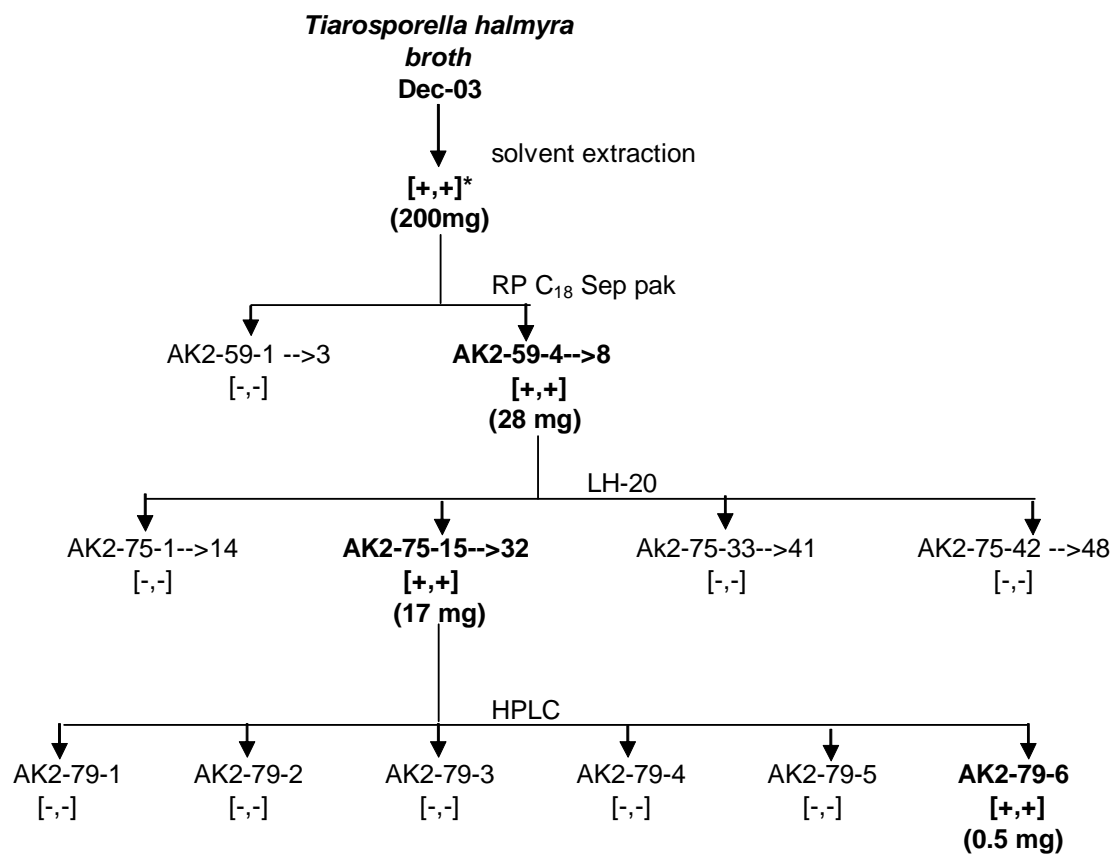 Tiarosporella halmyra
broth
Dec-03
solvent extraction
[+,+]*
(200mg)
RP C₁₈ Sep pak
AK2-59-1 -->3 AK2-59-4-->8
[-,-] [+,+]
(28 mg)
LH-20
AK2-75-1-->14 AK2-75-15-->32 Ak2-75-33-->41 AK2-75-42 -->48
[-,-] [+,+] [-,-] [-,-]
(17 mg)
HPLC
AK2-79-1 AK2-79-2 AK2-79-3 AK2-79-4 AK2-79-5 AK2-79-6
[-,-] [-,-] [-,-] [-,-] [-,-] [+,+]
(0.5 mg)